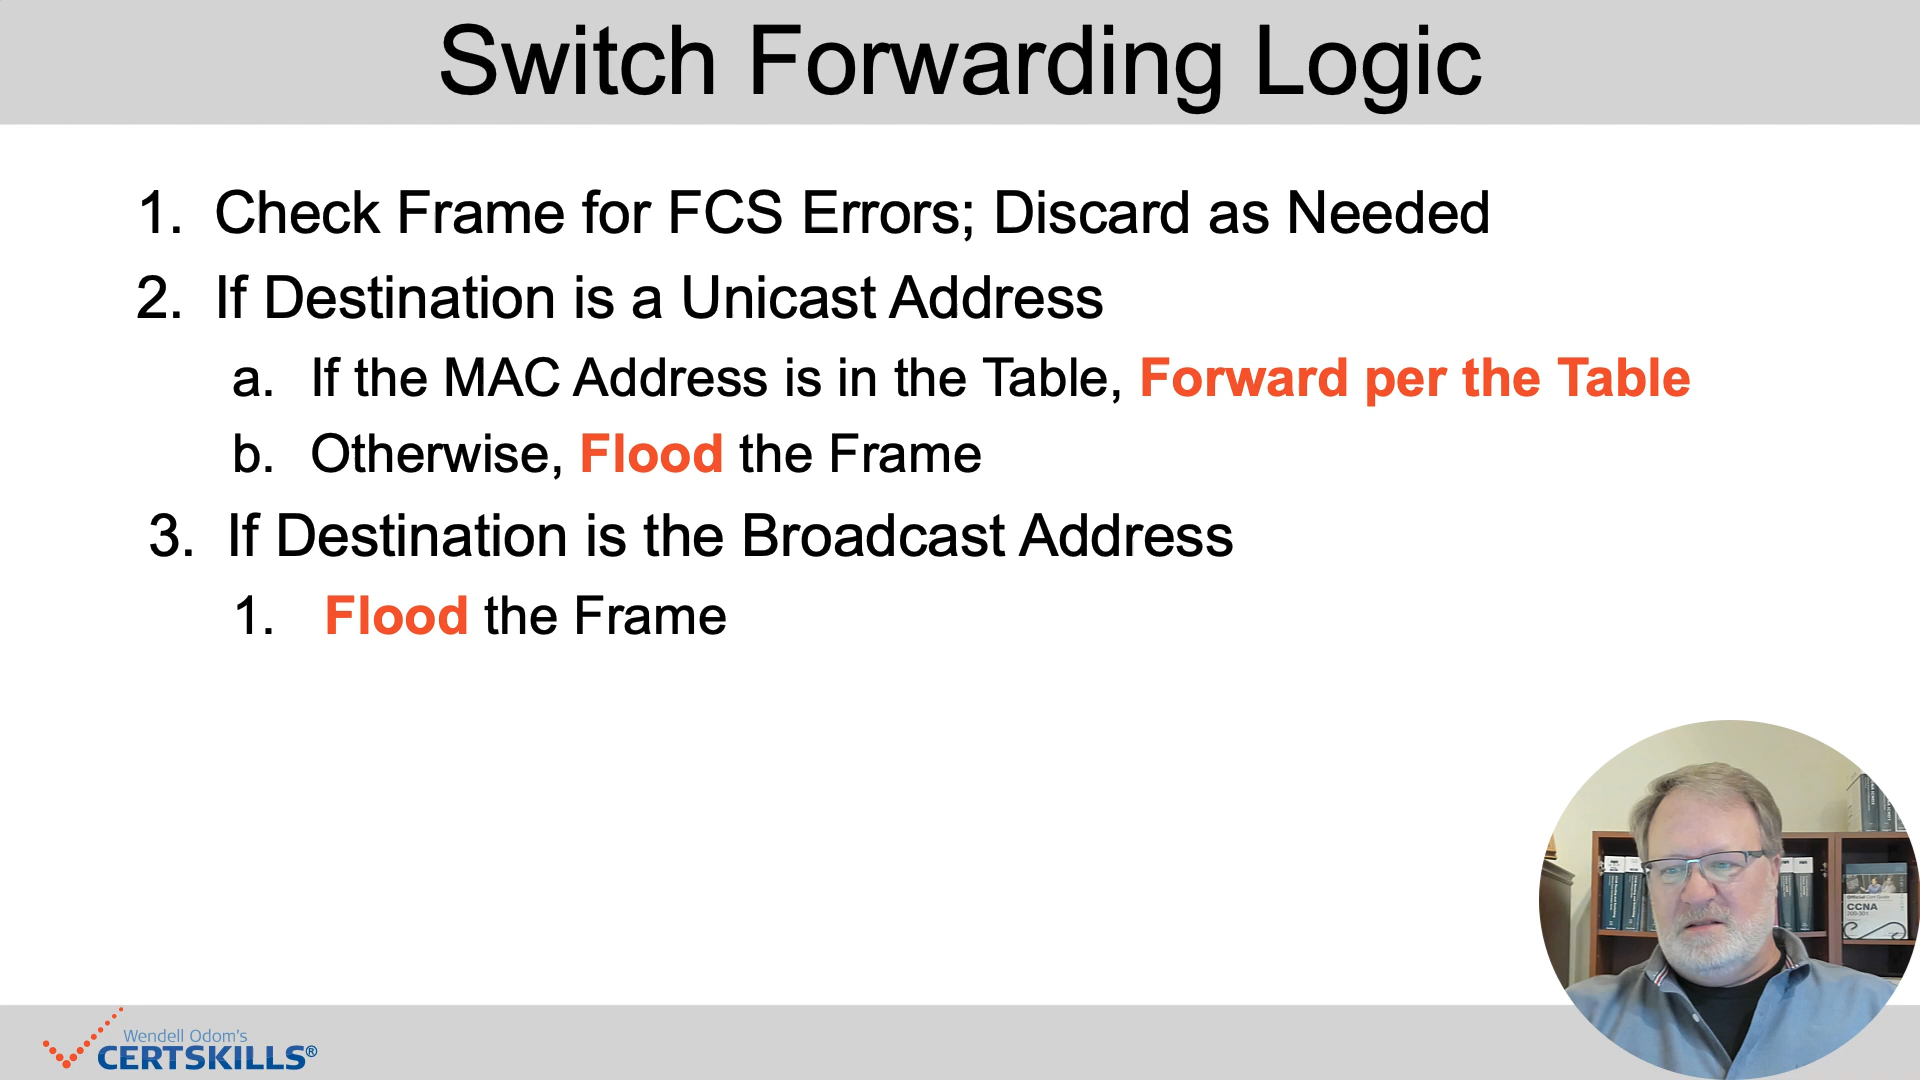 Switch Forwarding Logic
1. Check Frame for FCS Errors; Discard as Needed
2. If Destination is a Unicast Address
a. If the MAC Address is in the Table, Forward per the Table
b. Otherwise, Flood the Frame
3. If Destination is the Broadcast Address
1. Flood the Frame
CCNA
Wendell Odom's
CERTSKILLS®